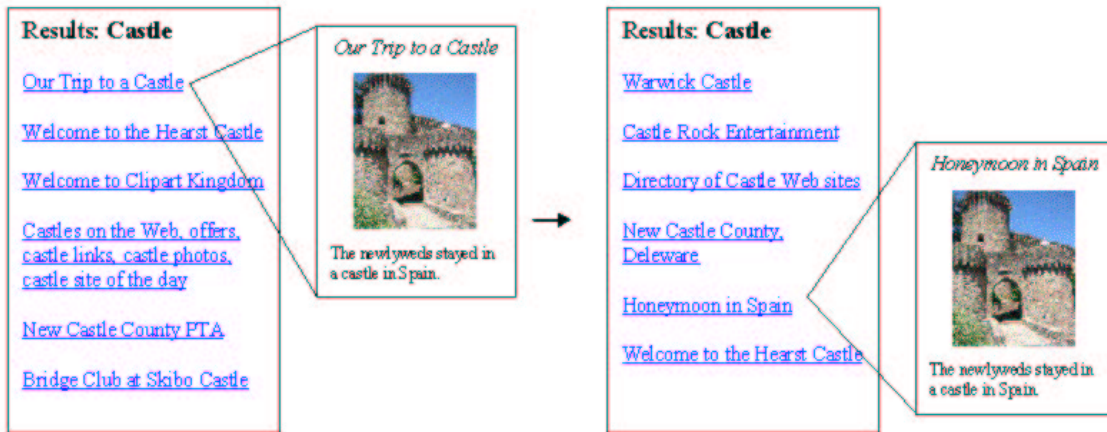 Results: Castle
Our Trip to a Castle
Welcome to the Hearst Castle
Welcome to Clipart Kingdom
Castles on the Web, offers,
castle links, castle photos,
castle site of the day
New Castle County PTA
Bridge Club at Skibo Castle
Our Trip to a Castle
The newlyweds stayed in
a castle in Spain.
Results: Castle
Warwick Castle
Castle Rock Entertainment
Directory of Castle Web sites
New Castle County,
Deleware
Honeymoon in Spain
Welcome to the Hearst Castle
Honeymoon in Spain
The newlyweds stayed in
a castle in Spain.